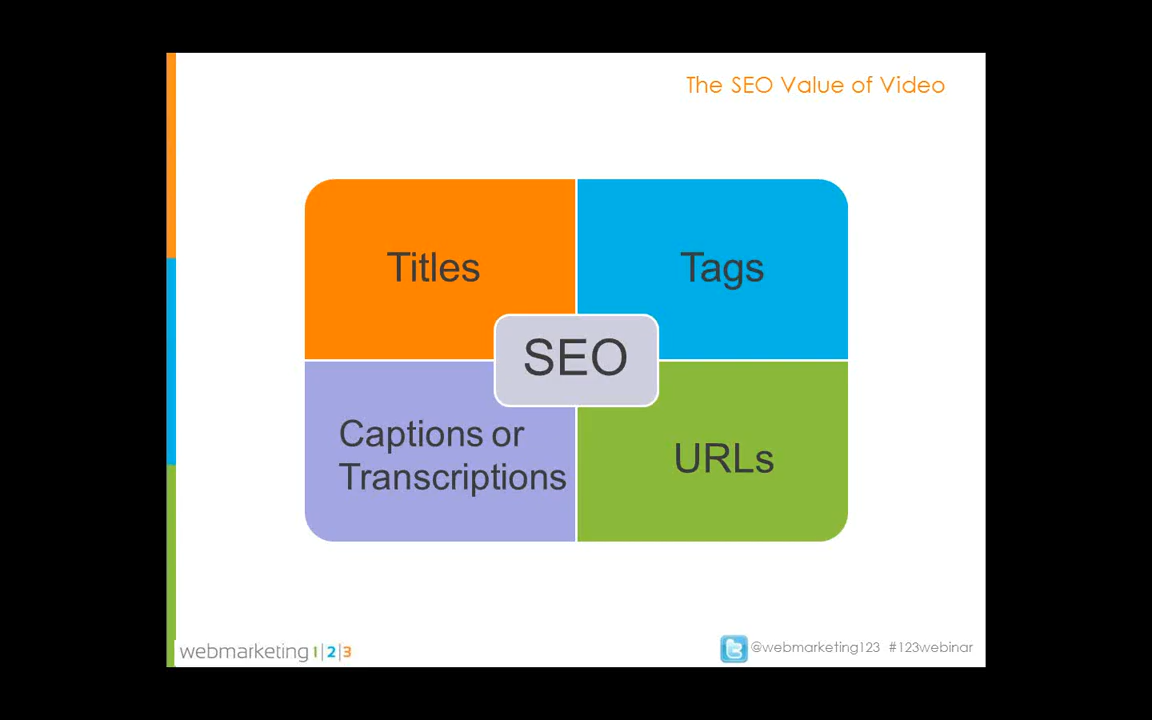 The SEO Value of Video
Titles
Tags
SEO
Captions or
Transcriptions
URLs
webmarketing 1|2|3
@webmarketing123 #123webinar